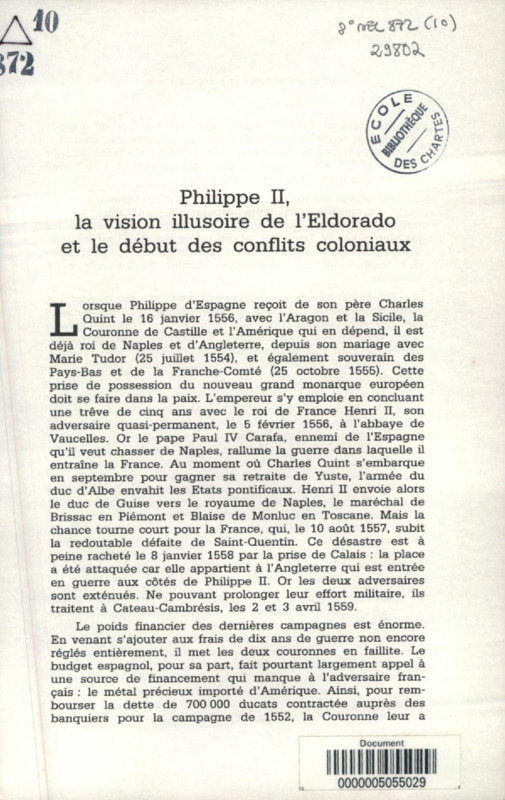 10
872
8° MEL 872 (10)
29802
ECOLE
BIBLIOTHÈQUE
DES CHARTES
Philippe II,
la vision illusoire de l'Eldorado
et le début des conflits coloniaux
Lorsque Philippe d'Espagne reçoit de son père Charles
Quint le 16 janvier 1556, avec l'Aragon et la Sicile, la
Couronne de Castille et l'Amérique qui en dépend, il est
déjà roi de Naples et d'Angleterre, depuis son mariage avec
Marie Tudor (25 juillet 1554), et également souverain des
Pays-Bas et de la Franche-Comté (25 octobre 1555). Cette
prise de possession du nouveau grand monarque européen
doit se faire dans la paix. L'empereur s'y emploie en concluant
une trêve de cinq ans avec le roi de France Henri II, son
adversaire quasi-permanent, le 5 février 1556, à l'abbaye de
Vaucelles. Or le pape Paul IV Carafa, ennemi de l'Espagne
qu'il veut chasser de Naples, rallume la guerre dans laquelle il
entraîne la France. Au moment où Charles Quint s'embarque
en septembre pour gagner sa retraite de Yuste, l'armée du
duc d'Albe envahit les Etats pontificaux. Henri II envoie alors
le duc de Guise vers le royaume de Naples, le maréchal de
Brissac en Piémont et Blaise de Monluc en Toscane. Mais la
chance tourne court pour la France, qui, le 10 août 1557, subit
la redoutable défaite de Saint-Quentin. Ce désastre est à
peine racheté le 8 janvier 1558 par la prise de Calais : la place
a été attaquée car elle appartient à l'Angleterre qui est entrée
en guerre aux côtés de Philippe II. Or les deux adversaires
sont exténués. Ne pouvant prolonger leur effort militaire, ils
traitent à Cateau-Cambrésis, les 2 et 3 avril 1559.
Le poids financier des dernières campagnes est énorme.
En venant s'ajouter aux frais de dix ans de guerre non encore
réglés entièrement, il met les deux couronnes en faillite. Le
budget espagnol, pour sa part, fait pourtant largement appel à
une source de financement qui manque à l'adversaire fran-
çais : le métal précieux importé d'Amérique. Ainsi, pour rem-
bourser la dette de 700 000 ducats contractée auprès des
banquiers pour la campagne de 1552, la Couronne leur a
Document
0000005055029